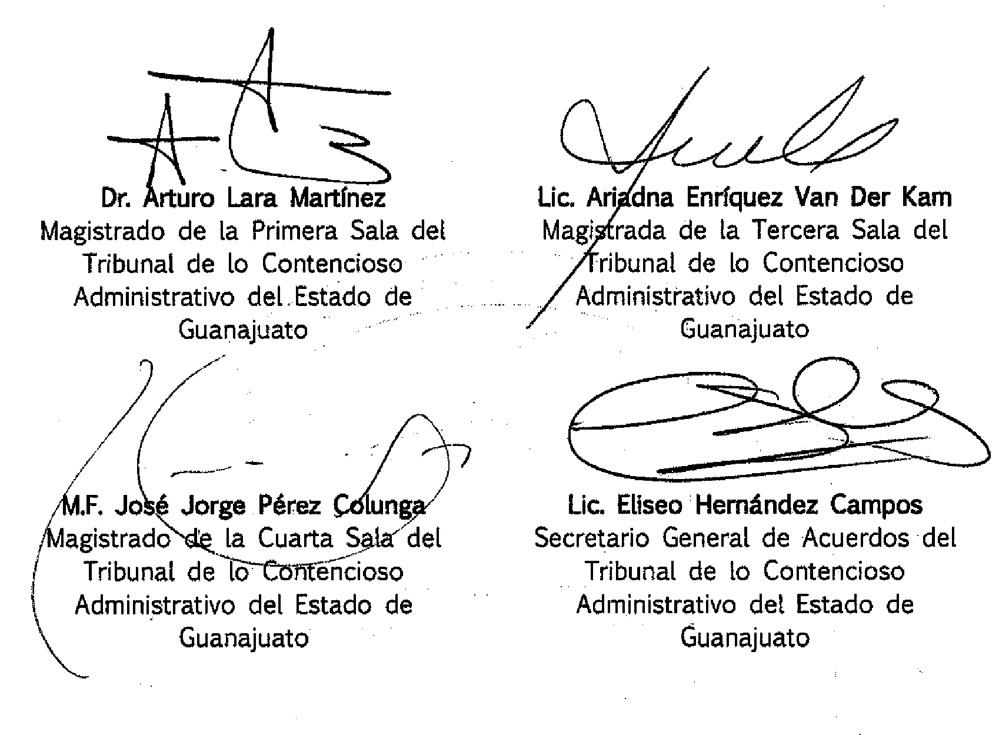 Dr. Arturo Lara Martínez
Magistrado de la Primera Sala del
Tribunal de lo Contencioso
Administrativo del Estado de
Guanajuato
Lic. Ariadna Enríquez Van Der Kam
Magistrada de la Tercera Sala del
Tribunal de lo Contencioso
Administrativo del Estado de
Guanajuato
M.F. José Jorge Pérez Colunga
Magistrado de la Cuarta Sala del
Tribunal de lo Contencioso
Administrativo del Estado de
Guanajuato
Lic. Eliseo Hernández Campos
Secretario General de Acuerdos del
Tribunal de lo Contencioso
Administrativo del Estado de
Guanajuato